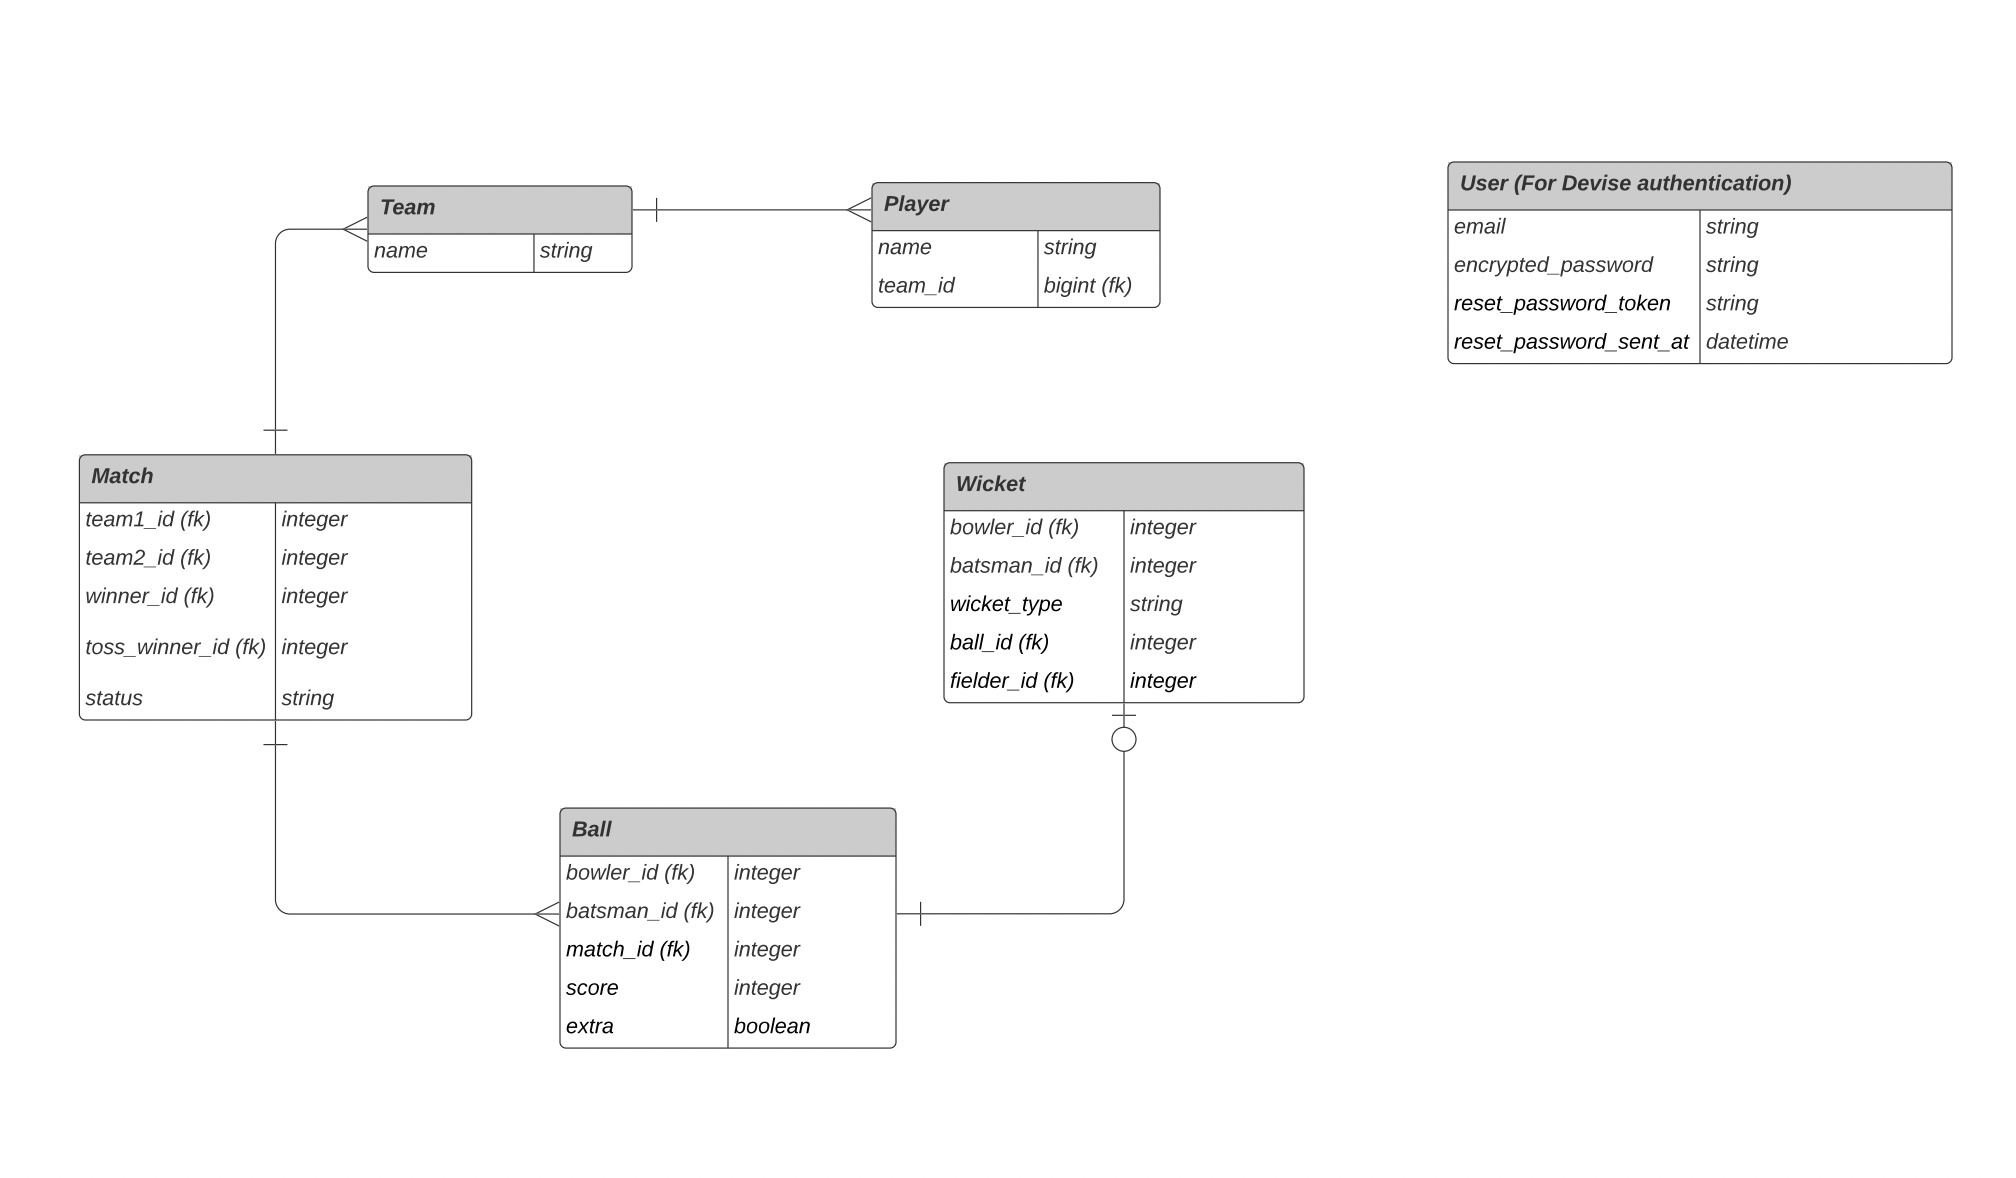 Team
name string
Player
name string
team_id bigint (fk)
User (For Devise authentication)
email string
encrypted_password string
reset_password_token string
reset_password_sent_at datetime
Match
team1_id (fk) integer
team2_id (fk) integer
winner_id (fk) integer
toss_winner_id (fk) integer
status string
Wicket
bowler_id (fk) integer
batsman_id (fk) integer
wicket_type string
ball_id (fk) integer
fielder_id (fk) integer
Ball
bowler_id (fk) integer
batsman_id (fk) integer
match_id (fk) integer
score integer
extra boolean